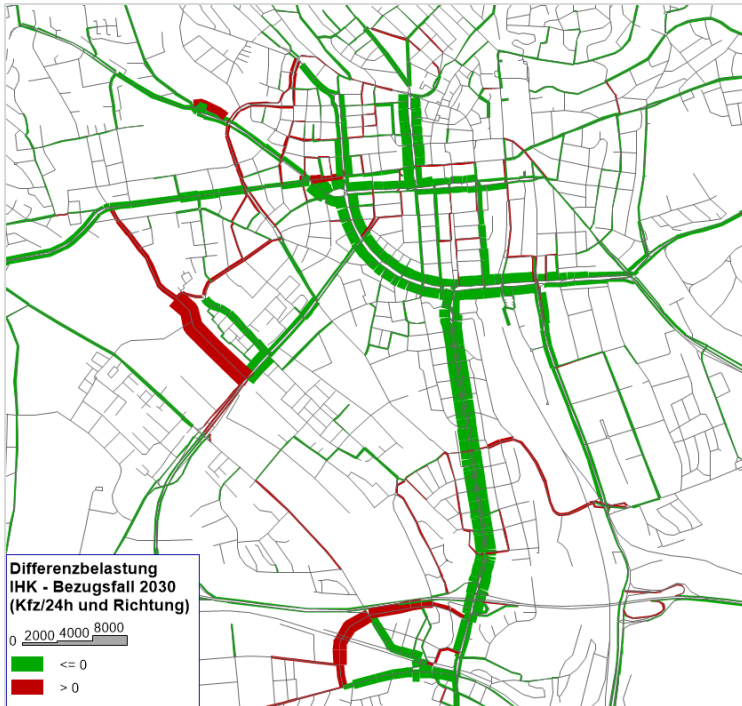 Differenzbelastung
IHK - Bezugsfall 2030
(Kfz/24h und Richtung)
0 2000 4000 8000
<= 0
> 0